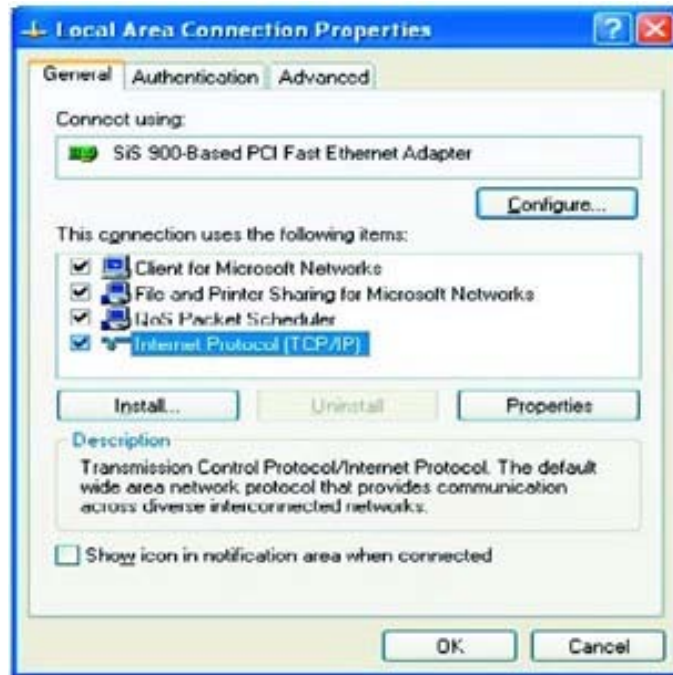 Local Area Connection Properties
General Authentication Advanced
Connect using:
SiS 900-Based PCI Fast Ethernet Adapter
Configure...
This connection uses the following items:
Client for Microsoft Networks
File and Printer Sharing for Microsoft Networks
QoS Packet Scheduler
Internet Protocol (TCP/IP)
Install... Uninstall Properties
Description
Transmission Control Protocol/Internet Protocol. The default
wide area network protocol that provides communication
across diverse interconnected networks.
Show icon in notification area when connected
OK Cancel